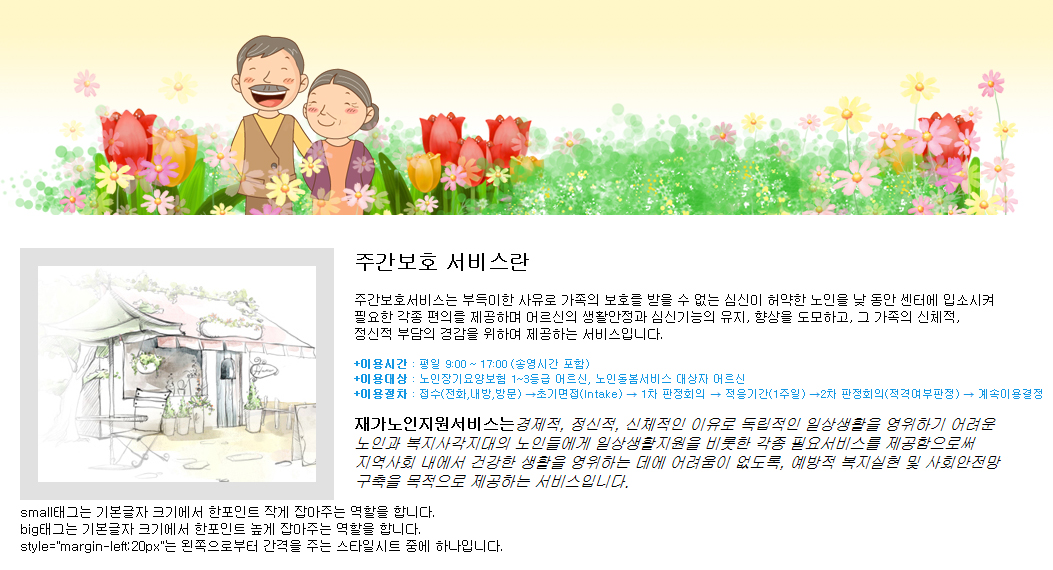 주간보호 서비스란
주간보호서비스는 부득이한 사유로 가족의 보호를 받을 수 없는 심신이 허약한 노인을 낮 동안 센터에 입소시켜
필요한 각종 편의를 제공하며 어르신의 생활안정과 심신기능의 유지, 향상을 도모하고, 그 가족의 신체적,
정신적 부담의 경감을 위하며 제공하는 서비스입니다.
+이용시간 : 평일 9:00 ~ 17:00 (송영시간 포함)
+이용대상 : 노인장기요양보험 1~3등급 어르신, 노인돌봄서비스 대상자 어르신
+이용절차 : 접수(전화,내방,방문) →초기면접(Intake) → 1차 판정회의 → 적응기간(1주일) →2차 판정회의(적격여부판정) → 계속이용결정
재가노인지원서비스는경제적, 정신적, 신체적인 이유로 독립적인 일상생활을 영위하기 어려운
노인과 복지사각지대의 노인들에게 일상생활지원을 비롯한 각종 필요서비스를 제공함으로써
지역사회 내에서 건강한 생활을 영위하는 데에 어려움이 없도록, 예방적 복지실현 및 사회안전망
구축을 목적으로 제공하는 서비스입니다.
small태그는 기본글자 크기에서 한포인트 작게 잡아주는 역할을 합니다.
big태그는 기본글자 크기에서 한포인트 높게 잡아주는 역할을 합니다.
style="margin-left:20px"는 왼쪽으로부터 간격을 주는 스타일시트 중에 하나입니다.